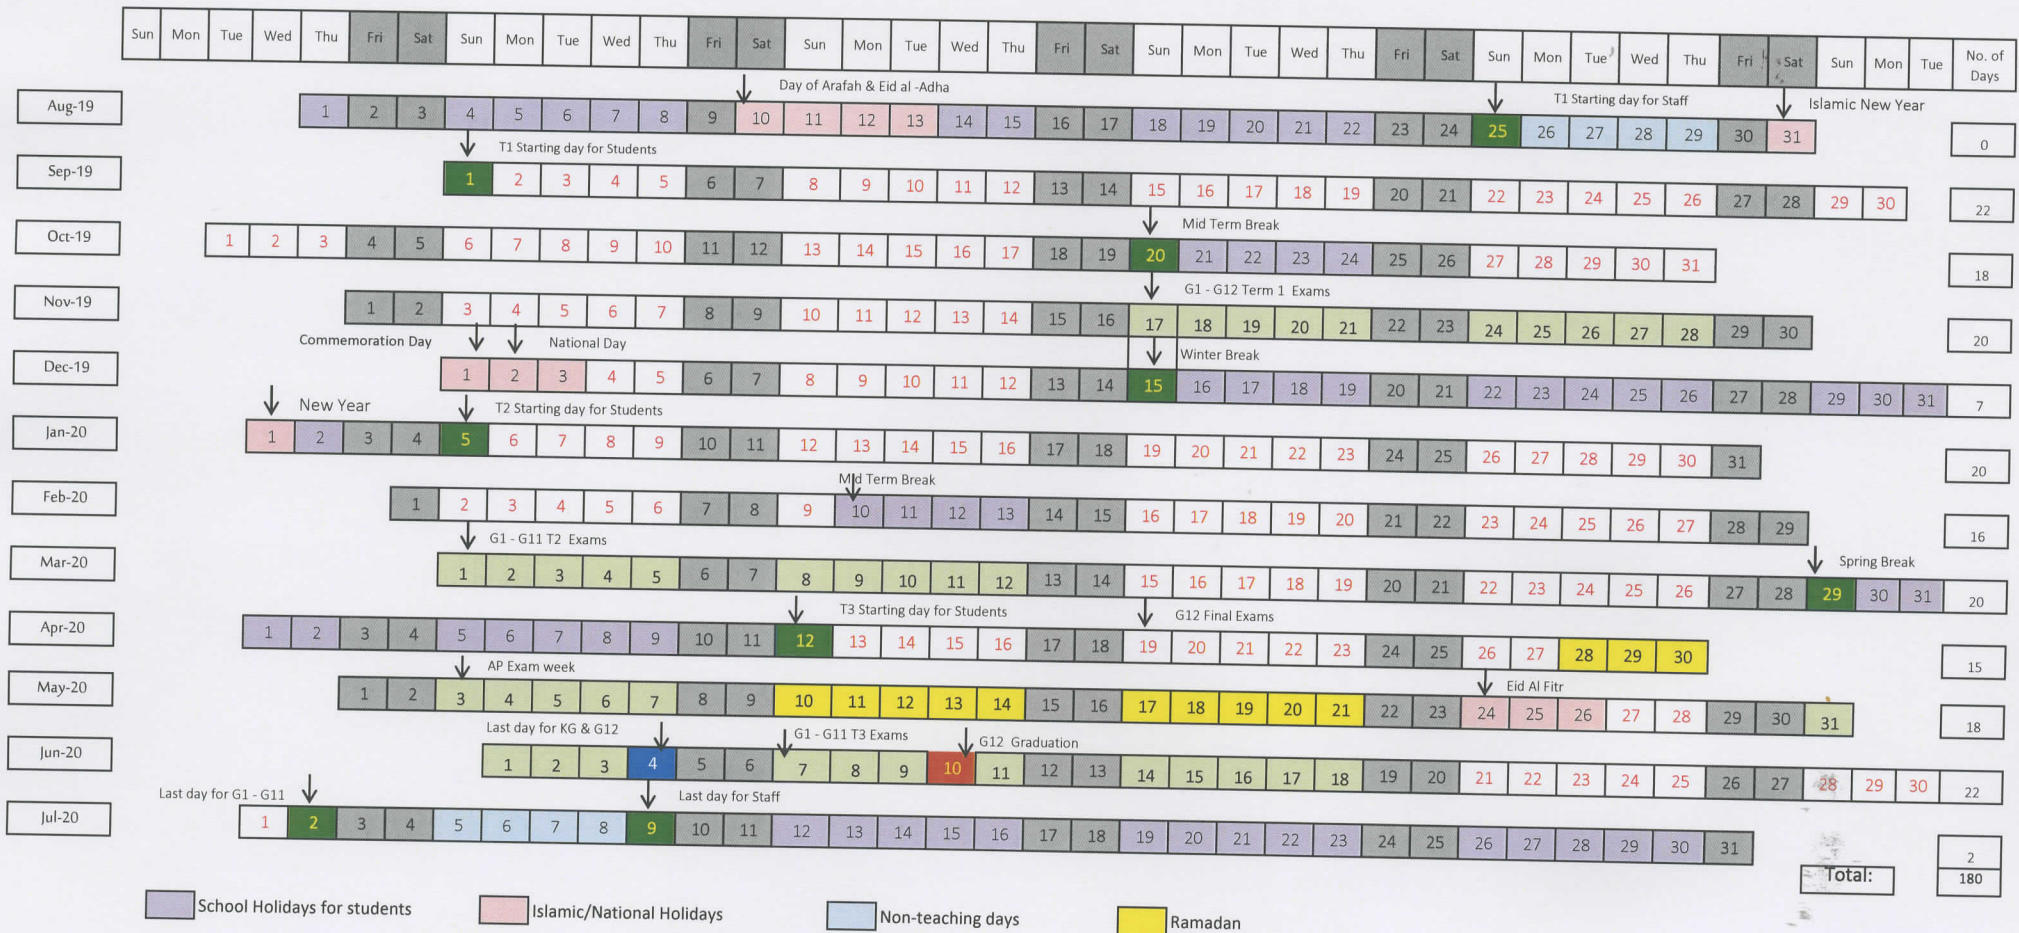 Sun Mon Tue Wed Thu Fri Sat Sun Mon Tue Wed Thu Fri Sat Sun Mon Tue Wed Thu Fri Sat Sun Mon Tue Wed Thu Fri Sat Sun Mon Tue Wed Thu Fri Sat Sun Mon Tue No. of Days
Day of Arafah & Eid al -Adha T1 Starting day for Staff Islamic New Year
Aug-19 1 2 3 4 5 6 7 8 9 10 11 12 13 14 15 16 17 18 19 20 21 22 23 24 25 26 27 28 29 30 31 0
T1 Starting day for Students
Sep-19 1 2 3 4 5 6 7 8 9 10 11 12 13 14 15 16 17 18 19 20 21 22 23 24 25 26 27 28 29 30 22
Mid Term Break
Oct-19 1 2 3 4 5 6 7 8 9 10 11 12 13 14 15 16 17 18 19 20 21 22 23 24 25 26 27 28 29 30 31 18
G1 - G12 Term 1 Exams
Nov-19 1 2 3 4 5 6 7 8 9 10 11 12 13 14 15 16 17 18 19 20 21 22 23 24 25 26 27 28 29 30 20
Commemoration Day National Day Winter Break
Dec-19 1 2 3 4 5 6 7 8 9 10 11 12 13 14 15 16 17 18 19 20 21 22 23 24 25 26 27 28 29 30 31 7
New Year T2 Starting day for Students
Jan-20 1 2 3 4 5 6 7 8 9 10 11 12 13 14 15 16 17 18 19 20 21 22 23 24 25 26 27 28 29 30 31 20
Mid Term Break
Feb-20 1 2 3 4 5 6 7 8 9 10 11 12 13 14 15 16 17 18 19 20 21 22 23 24 25 26 27 28 29 16
G1 - G11 T2 Exams Spring Break
Mar-20 1 2 3 4 5 6 7 8 9 10 11 12 13 14 15 16 17 18 19 20 21 22 23 24 25 26 27 28 29 30 31 20
T3 Starting day for Students G12 Final Exams
Apr-20 1 2 3 4 5 6 7 8 9 10 11 12 13 14 15 16 17 18 19 20 21 22 23 24 25 26 27 28 29 30 15
AP Exam week Eid Al Fitr
May-20 1 2 3 4 5 6 7 8 9 10 11 12 13 14 15 16 17 18 19 20 21 22 23 24 25 26 27 28 29 30 31 18
Last day for KG & G12 G1 - G11 T3 Exams G12 Graduation
Jun-20 1 2 3 4 5 6 7 8 9 10 11 12 13 14 15 16 17 18 19 20 21 22 23 24 25 26 27 28 29 30 22
Last day for G1 - G11 Last day for Staff
Jul-20 1 2 3 4 5 6 7 8 9 10 11 12 13 14 15 16 17 18 19 20 21 22 23 24 25 26 27 28 29 30 31 2
Total: 180
School Holidays for students Islamic/National Holidays Non-teaching days Ramadan